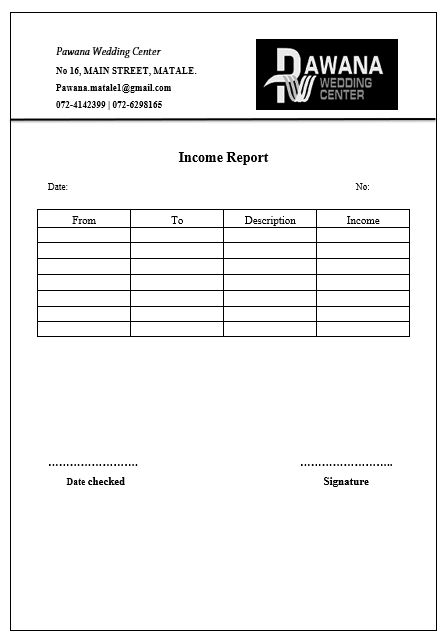 Pawana Wedding Center
No 16, MAIN STREET, MATALE.
Pawana.matale1@gmail.com
072-4142399 | 072-6298165
PAWANA
WEDDING
CENTER
Income Report
Date: No:
From To Description Income
……………………. ……………………..
Date checked Signature